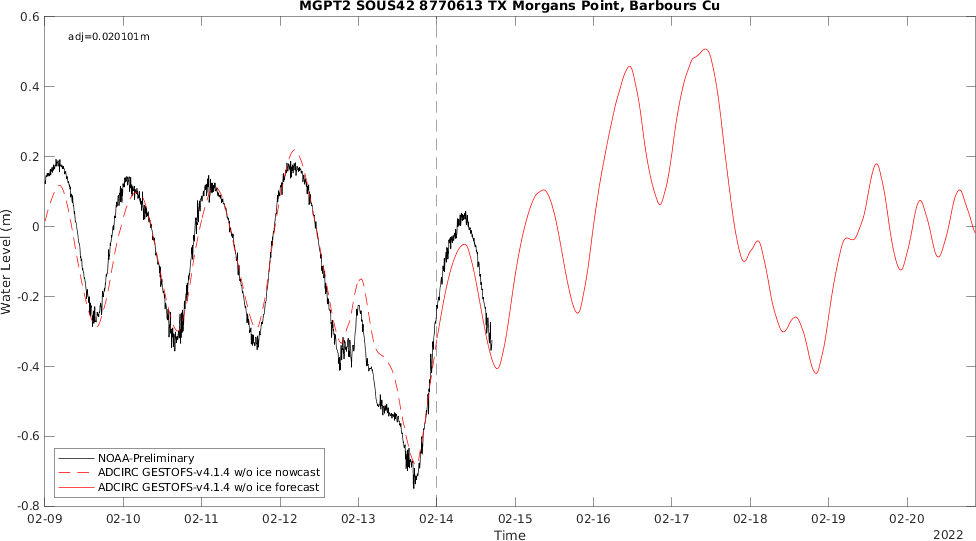 MGPT2 SOUS42 8770613 TX Morgans Point, Barbours Cu
adj=0.020101m
0.6
0.4
0.2
0
-0.2
-0.4
-0.6
-0.8
Water Level (m)
NOAA-Preliminary
ADCIRC GESTOFS-v4.1.4 w/o ice nowcast
ADCIRC GESTOFS-v4.1.4 w/o ice forecast
02-09 02-10 02-11 02-12 02-13 02-14 02-15 02-16 02-17 02-18 02-19 02-20
Time
2022